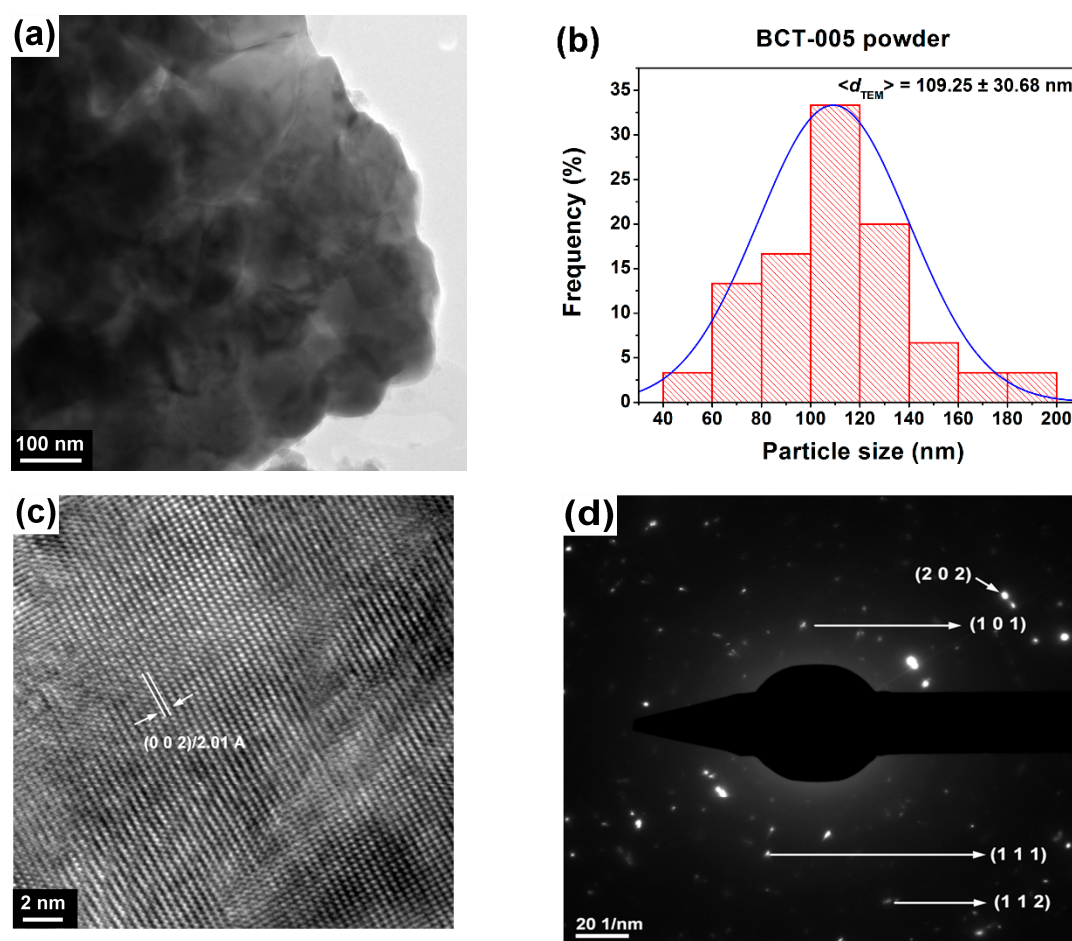 (a)
100 nm
(b)
BCT-005 powder
<d_TEM> = 109.25 ± 30.68 nm
Frequency (%)
35
30
25
20
15
10
5
0
40 60 80 100 120 140 160 180 200
Particle size (nm)
(c)
(0 0 2)/2.01 A
2 nm
(d)
(2 0 2)
(1 0 1)
(1 1 1)
(1 1 2)
20 1/nm